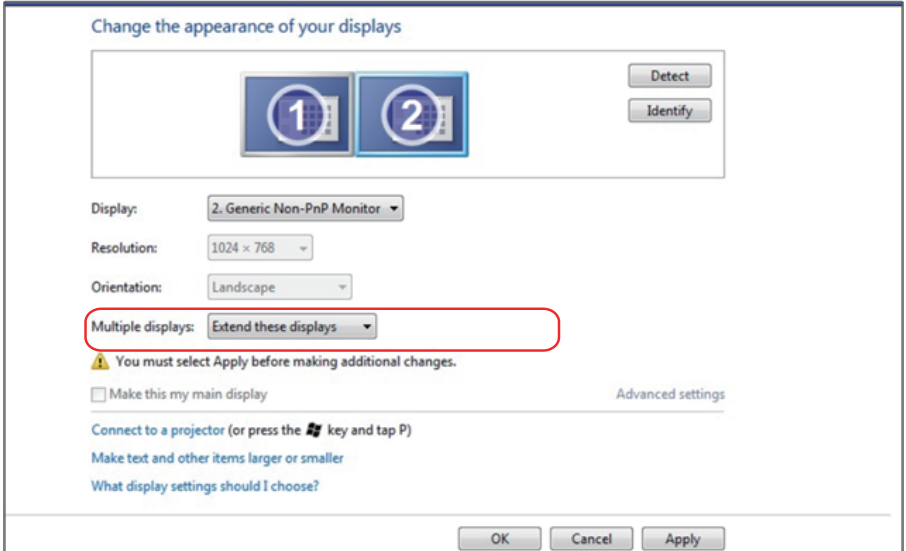 Change the appearance of your displays
1
2
Detect
Identify
Display: 2. Generic Non-PnP Monitor
Resolution: 1024 × 768
Orientation: Landscape
Multiple displays: Extend these displays
You must select Apply before making additional changes.
Make this my main display Advanced settings
Connect to a projector (or press the key and tap P)
Make text and other items larger or smaller
What display settings should I choose?
OK Cancel Apply